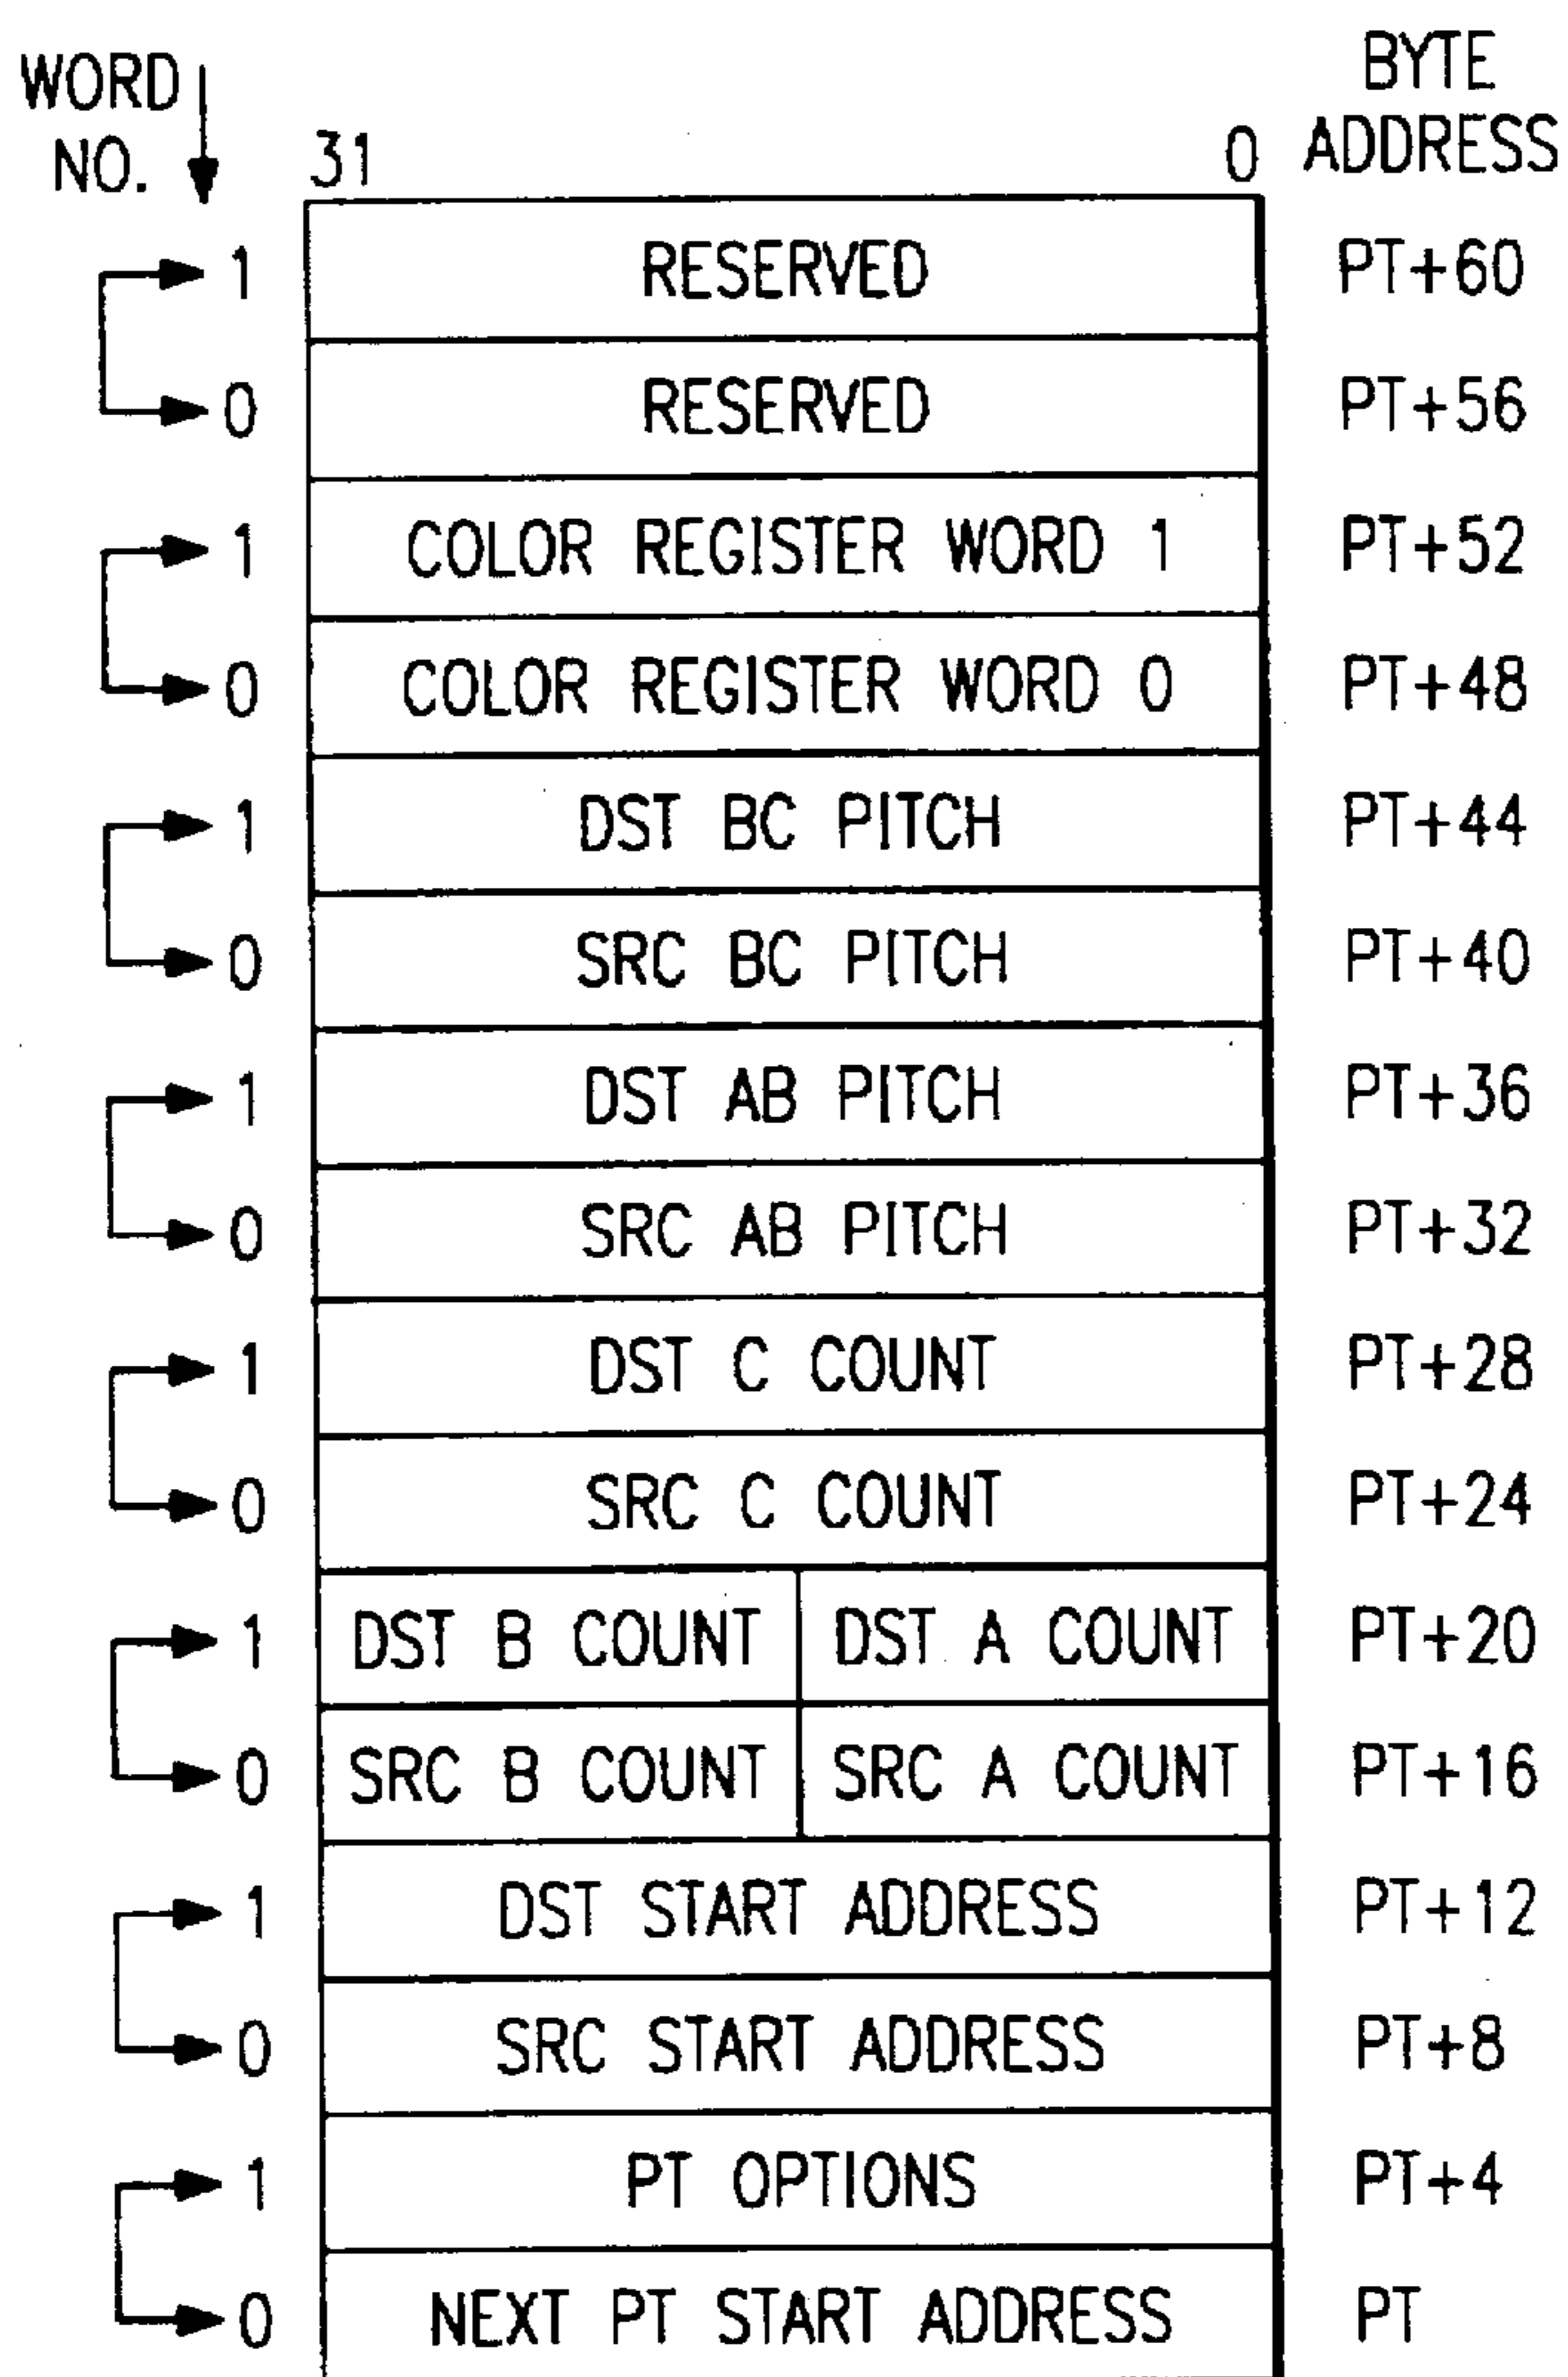 WORD NO.
BYTE ADDRESS
31 0
1 RESERVED PT+60
0 RESERVED PT+56
1 COLOR REGISTER WORD 1 PT+52
0 COLOR REGISTER WORD 0 PT+48
1 DST BC PITCH PT+44
0 SRC BC PITCH PT+40
1 DST AB PITCH PT+36
0 SRC AB PITCH PT+32
1 DST C COUNT PT+28
0 SRC C COUNT PT+24
1 DST B COUNT DST A COUNT PT+20
0 SRC B COUNT SRC A COUNT PT+16
1 DST START ADDRESS PT+12
0 SRC START ADDRESS PT+8
1 PT OPTIONS PT+4
0 NEXT PT START ADDRESS PT